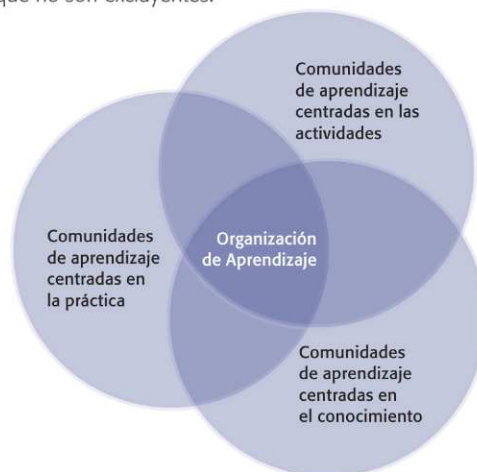 que no son excluyentes.
Comunidades
de aprendizaje
centradas en las
actividades
Organización
de Aprendizaje
Comunidades
de aprendizaje
centradas en
la práctica
Comunidades
de aprendizaje
centradas en
el conocimiento